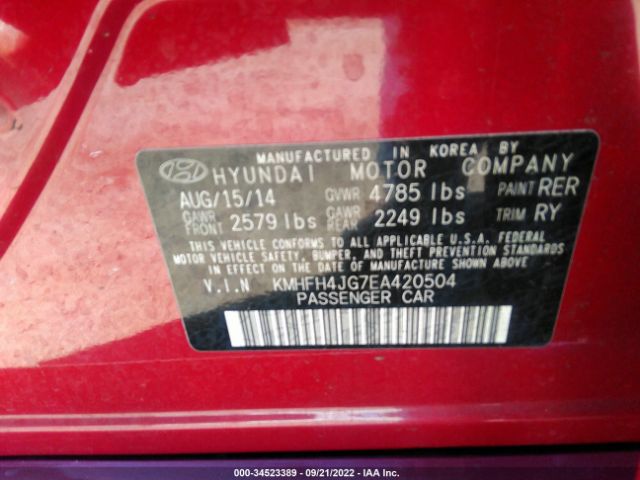 MANUFACTURED IN KOREA BY
HYUNDAI MOTOR COMPANY
AUG/15/14 GVWR 4785 lbs PAINT RER
GAWR FRONT 2579 lbs GAWR REAR 2249 lbs TRIM RY
THIS VEHICLE CONFORMS TO ALL APPLICABLE U.S.A. FEDERAL
MOTOR VEHICLE SAFETY, BUMPER, AND THEFT PREVENTION STANDARDS
IN EFFECT ON THE DATE OF MANUFACTURE SHOWN ABOVE
V.I.N KMHFH4JG7EA420504
PASSENGER CAR
000-34523389 - 09/21/2022 - IAA Inc.